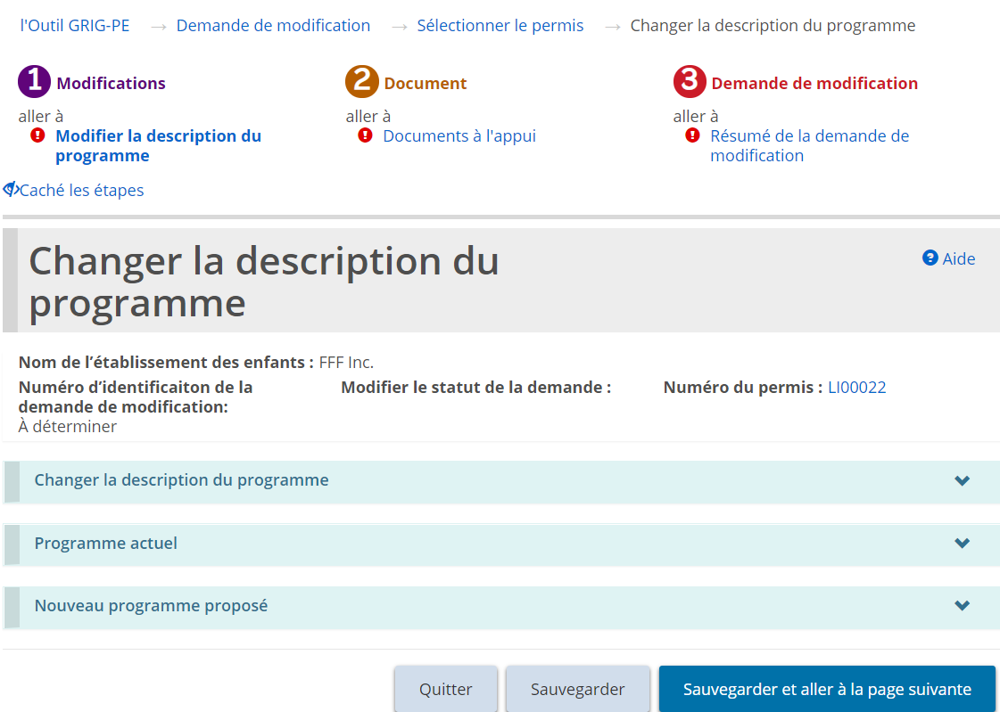 l'Outil GRIG-PE → Demande de modification → Sélectionner le permis → Changer la description du programme
1 Modifications
aller à
Modifier la description du
programme
2 Document
aller à
Documents à l'appui
3 Demande de modification
aller à
Résumé de la demande de
modification
Caché les étapes
Changer la description du
programme
Aide
Nom de l’établissement des enfants : FFF Inc.
Numéro d’identificaiton de la
demande de modification:
À déterminer
Modifier le statut de la demande :
Numéro du permis : LI00022
Changer la description du programme
Programme actuel
Nouveau programme proposé
Quitter
Sauvegarder
Sauvegarder et aller à la page suivante